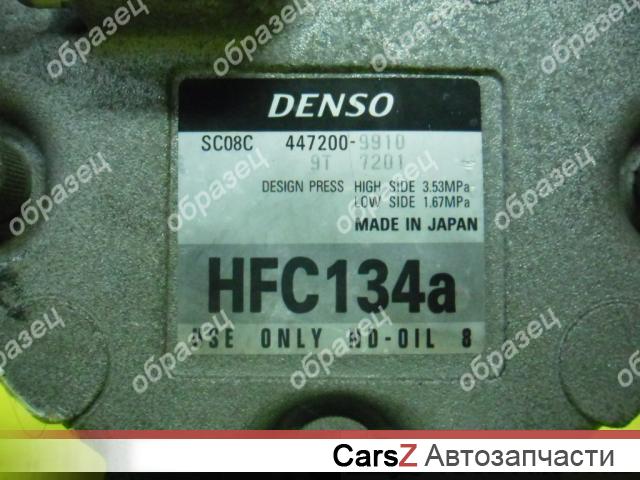 DENSO
SC08C 447200-9910
9T 7201
DESIGN PRESS HIGH SIDE 3.53MPa
LOW SIDE 1.67MPa
MADE IN JAPAN
HFC134a
USE ONLY ND-OIL 8
CarsZ Автозапчасти
образец
образец
образец
образец
образец
образец
образец
образец
образец
образец
образец
образец